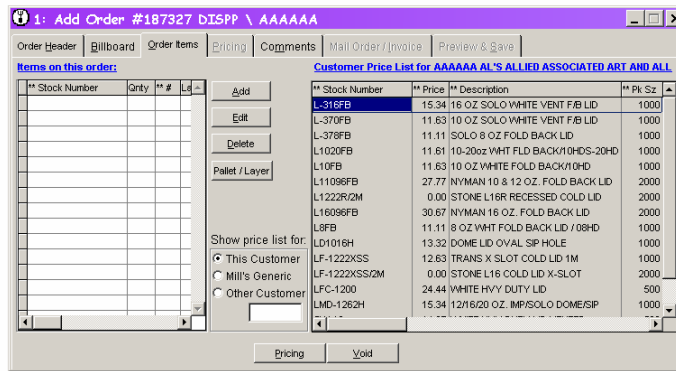 1: Add Order #187327 DISPP \ AAAAAA
Order Header Billboard Order Items Pricing Comments Mail Order / Invoice Preview & Save
Items on this order:
Customer Price List for AAAAAA AL'S ALLIED ASSOCIATED ART AND ALL
** Stock Number Qnty ** #
Add
Edit
Delete
Pallet / Layer
Show price list for:
This Customer
Mill's Generic
Other Customer
** Stock Number ** Price ** Description ** Pk Sz
L-316FB 15.34 16 OZ SOLO WHITE VENT F/B LID 1000
L-370FB 11.63 10 OZ SOLO WHITE VENT F/B LID 1000
L-378FB 11.11 SOLO 8 OZ FOLD BACK LID 1000
L1020FB 11.61 10-20oz WHT FLD BACK/10HDS-20HD 1000
L10FB 11.63 10 OZ WHITE FOLD BACK/10HD 1000
L11096FB 27.77 NYMAN 10 & 12 OZ. FOLD BACK LID 2000
L1222R/2M 0.00 STONE L16R RECESSED COLD LID 2000
L16096FB 30.67 NYMAN 16 OZ. FOLD BACK LID 2000
L8FB 11.11 8 OZ WHT FOLD BACK LID / 08HD 1000
LD1016H 13.32 DOME LID OVAL SIP HOLE 1000
LF-1222XSS 12.63 TRANS X SLOT COLD LID 1M 1000
LF-1222XSS/2M 0.00 STONE L16 COLD LID X-SLOT 2000
LFC-1200 24.44 WHITE HVY DUTY LID 500
LMD-1262H 15.34 12/16/20 OZ. IMP/SOLO DOME/SIP 1000
Pricing Void